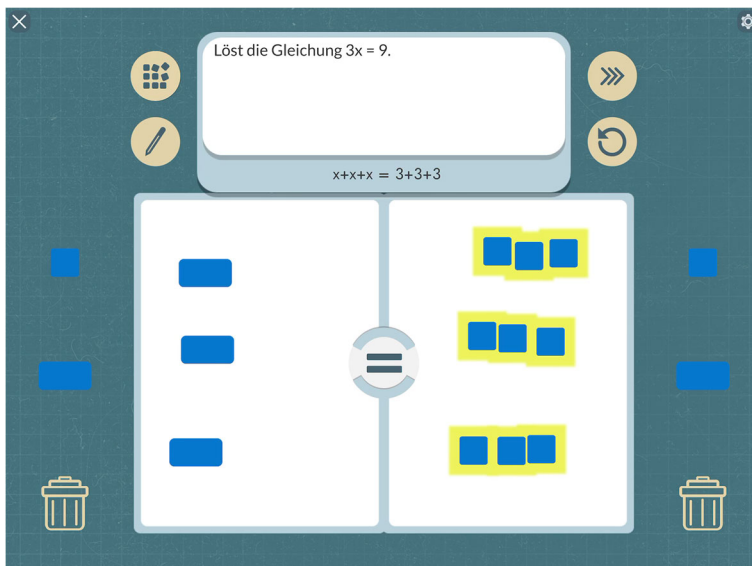 Löst die Gleichung 3x = 9.
x+x+x = 3+3+3